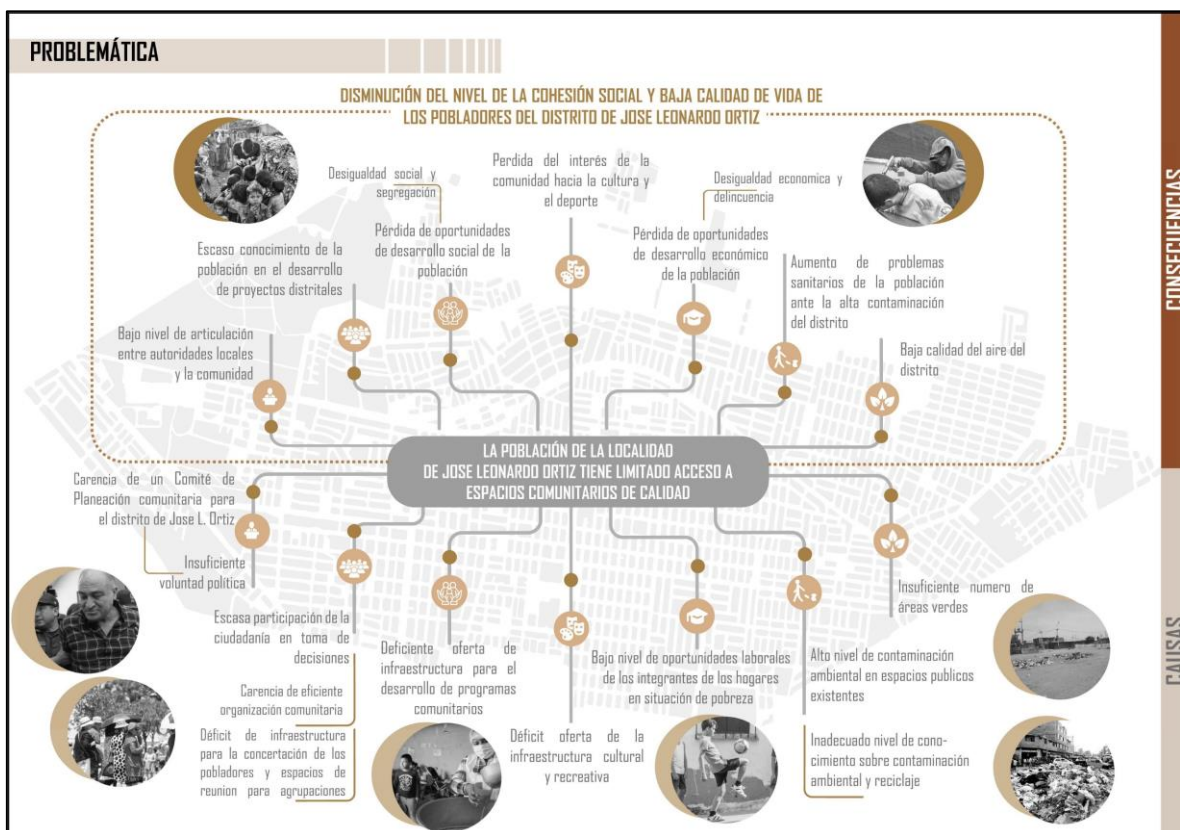 PROBLEMÁTICA
DISMINUCIÓN DEL NIVEL DE LA COHESIÓN SOCIAL Y BAJA CALIDAD DE VIDA DE
LOS POBLADORES DEL DISTRITO DE JOSE LEONARDO ORTIZ
Desigualdad social y
segregación
Perdida del interés de la
comunidad hacia la cultura y
el deporte
Desigualdad economica y
delincuencia
Escaso conocimiento de la
población en el desarrollo
de proyectos distritales
Pérdida de oportunidades
de desarrollo social de la
población
Pérdida de oportunidades
de desarrollo económico
de la población
Aumento de problemas
sanitarios de la población
ante la alta contaminación
del distrito
Bajo nivel de articulación
entre autoridades locales
y la comunidad
Baja calidad del aire del
distrito
CONSECUENCIAS
LA POBLACIÓN DE LA LOCALIDAD
DE JOSE LEONARDO ORTIZ TIENE LIMITADO ACCESO A
ESPACIOS COMUNITARIOS DE CALIDAD
Carencia de un Comité de
Planeación comunitaria para
el distrito de Jose L. Ortiz
Insuficiente
voluntad política
Escasa participación de la
ciudadanía en toma de
decisiones
Carencia de eficiente
organización comunitaria
Déficit de infraestructura
para la concertación de los
pobladores y espacios de
reunion para agrupaciones
Deficiente oferta de
infraestructura para el
desarrollo de programas
comunitarios
Déficit oferta de la
infraestructura cultural
y recreativa
Bajo nivel de oportunidades laborales
de los integrantes de los hogares
en situación de pobreza
Insuficiente numero de
áreas verdes
Alto nivel de contaminación
ambiental en espacios publicos
existentes
Inadecuado nivel de cono-
cimiento sobre contaminación
ambiental y reciclaje
CAUSAS